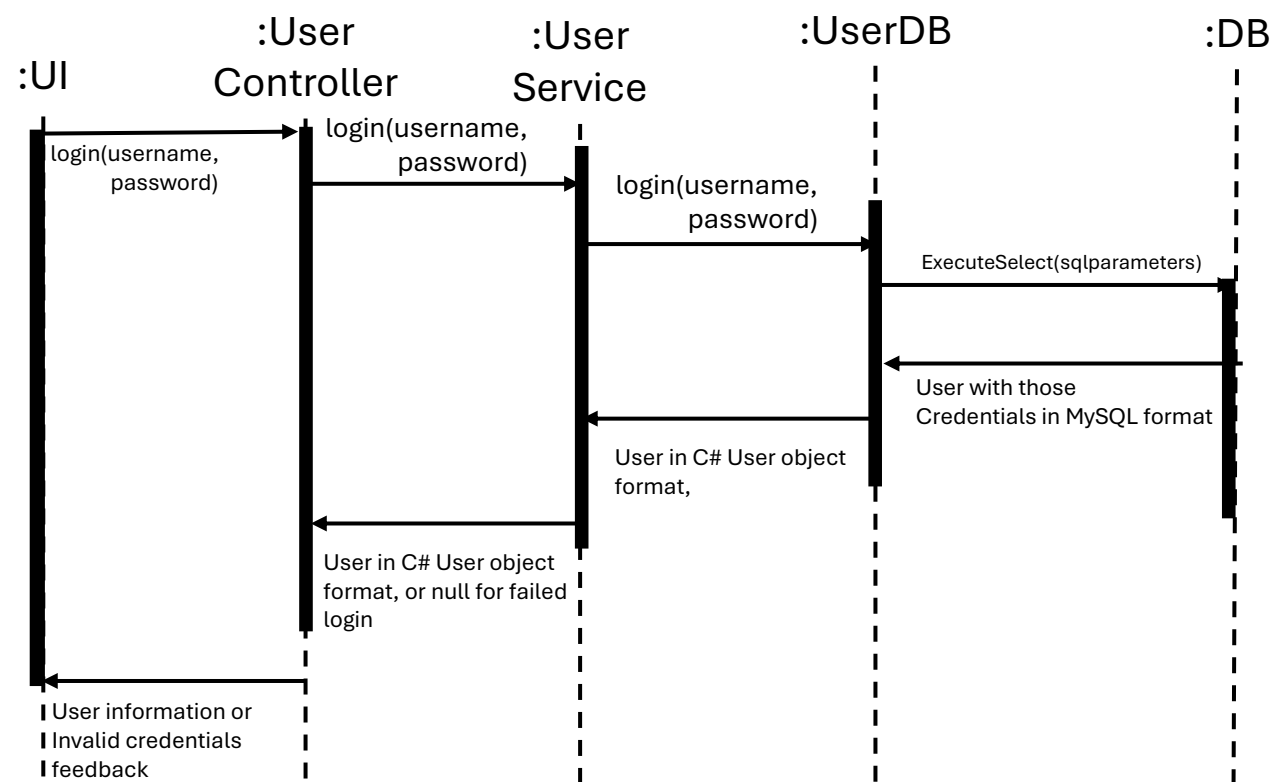 :UI
:User
Controller
:User
Service
:UserDB
:DB
login(username,
password)
login(username,
password)
login(username,
password)
ExecuteSelect(sqlparameters)
User with those
Credentials in MySQL format
User in C# User object
format,
User in C# User object
format, or null for failed
login
User information or
Invalid credentials
feedback